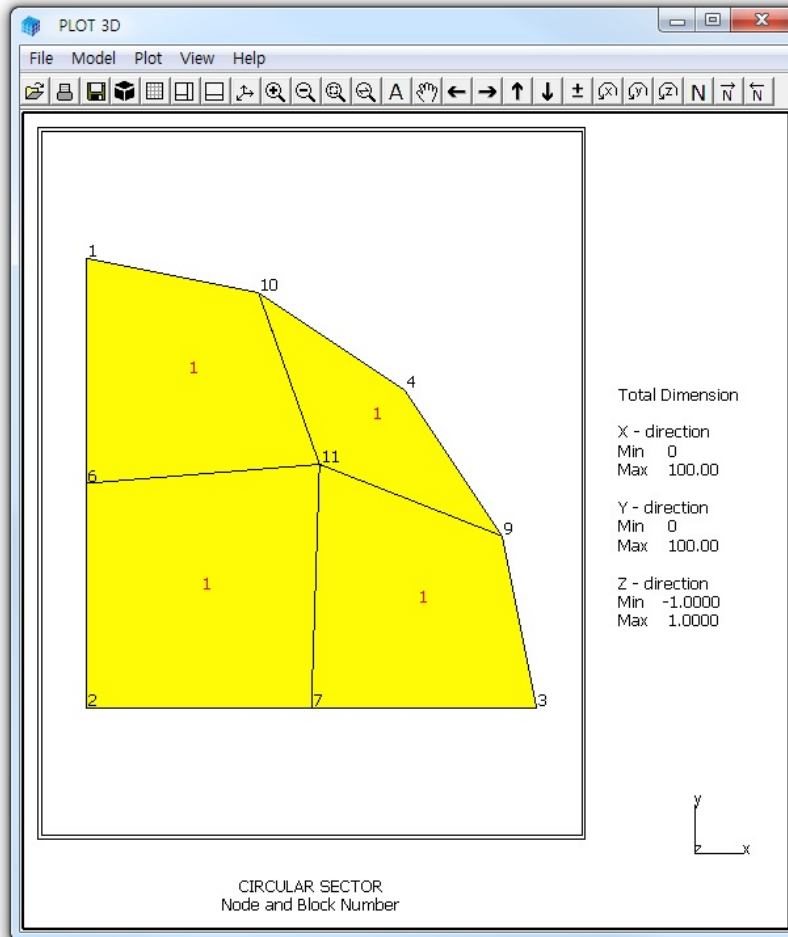 PLOT 3D
File Model Plot View Help
A ± x y z N N N
1
10
1
4
1
11
6
9
1
1
2 7 3
Total Dimension
X - direction
Min 0
Max 100.00
Y - direction
Min 0
Max 100.00
Z - direction
Min -1.0000
Max 1.0000
y
z x
CIRCULAR SECTOR
Node and Block Number